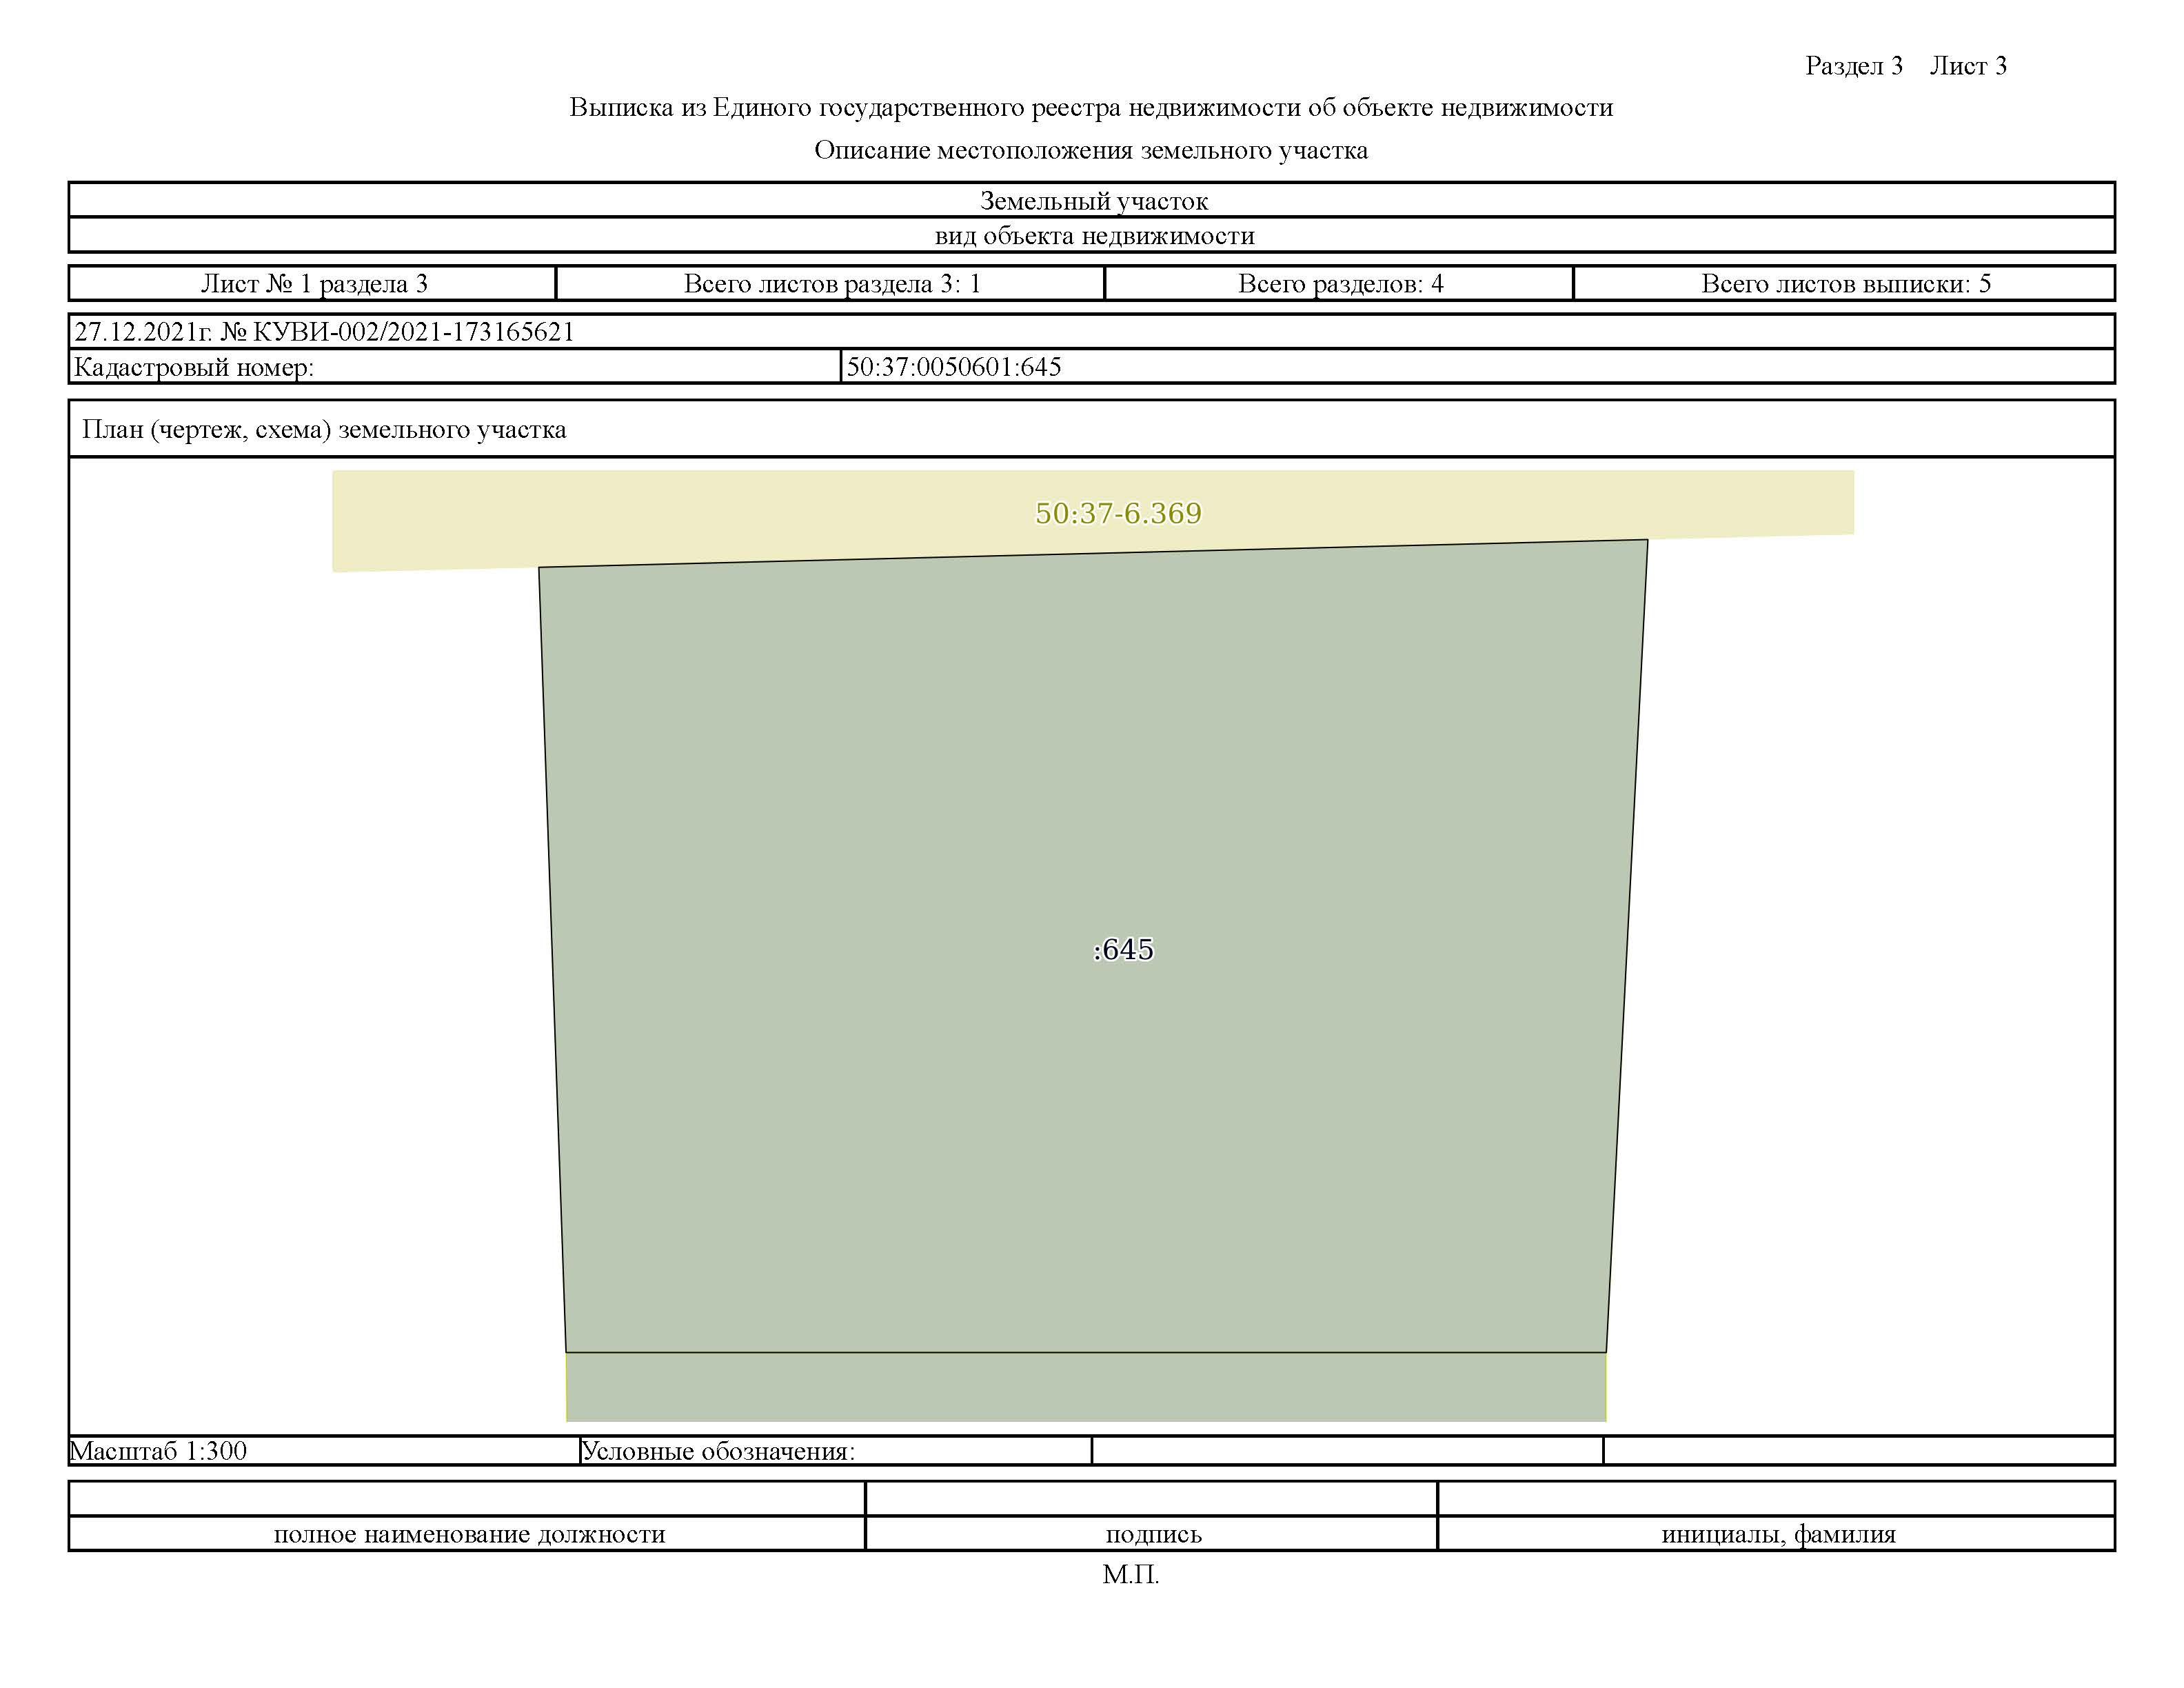 Раздел 3 Лист 3
Выписка из Единого государственного реестра недвижимости об объекте недвижимости
Описание местоположения земельного участка
Земельный участок
вид объекта недвижимости
Лист № 1 раздела 3 Всего листов раздела 3: 1 Всего разделов: 4 Всего листов выписки: 5
27.12.2021г. № КУВИ-002/2021-173165621
Кадастровый номер: 50:37:0050601:645
План (чертеж, схема) земельного участка
50:37-6.369
:645
Масштаб 1:300 Условные обозначения:
полное наименование должности подпись инициалы, фамилия
М.П.